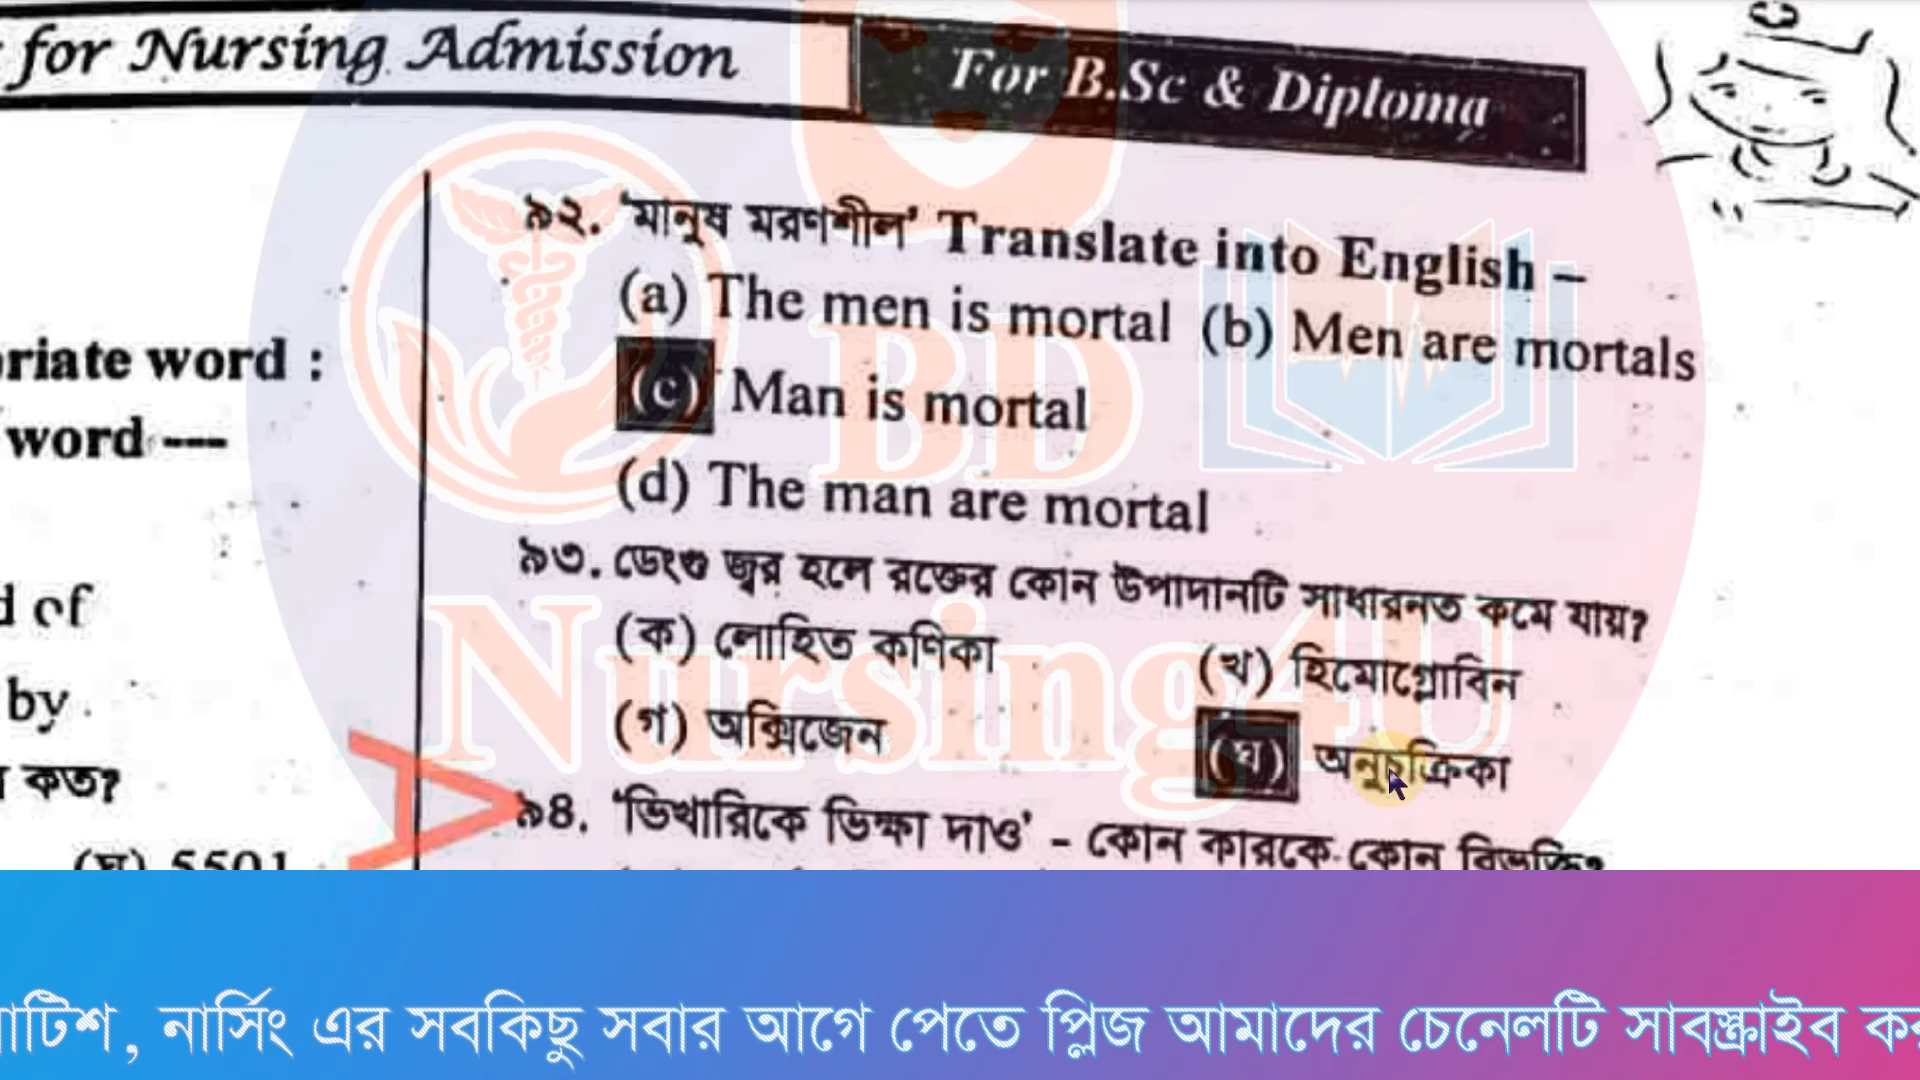 for Nursing Admission
For B.Sc & Diploma
riate word :
word ---
d of
by
কত?
(ঘ) 5501
৯২. ‘মানুষ মরণশীল’ Translate into English –
(a) The men is mortal (b) Men are mortals
(c) Man is mortal
(d) The man are mortal
৯৩. ডেংগু জ্বর হলে রক্তের কোন উপাদানটি সাধারনত কমে যায়?
(ক) লোহিত কণিকা (খ) হিমোগ্লোবিন
(গ) অক্সিজেন (ঘ) অনুচক্রিকা
৯৪. ‘ভিখারিকে ভিক্ষা দাও’ - কোন কারকে কোন বিভক্তি?
BD
Nursing4U
A
াটিশ, নার্সিং এর সবকিছু সবার আগে পেতে প্লিজ আমাদের চেনেলটি সাবস্ক্রাইব কর